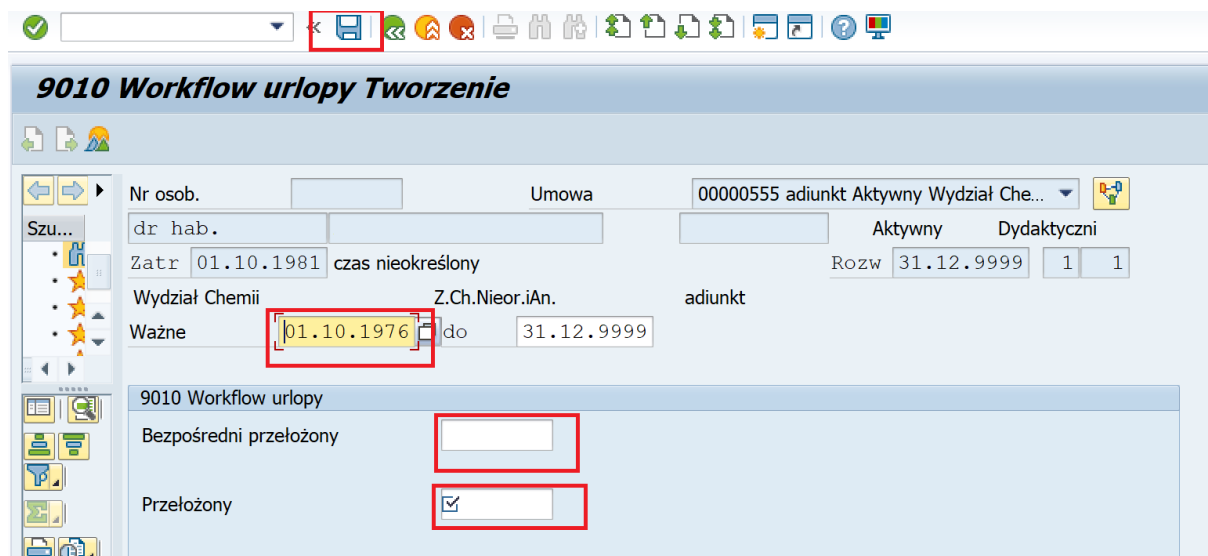 9010 Workflow urlopy Tworzenie
Nr osob. Umowa 00000555 adiunkt Aktywny Wydział Che...
Szu... dr hab. Aktywny Dydaktyczni
Zatr 01.10.1981 czas nieokreślony Rozw 31.12.9999 1 1
Wydział Chemii Z.Ch.Nieor.iAn. adiunkt
Ważne 01.10.1976 do 31.12.9999
9010 Workflow urlopy
Bezpośredni przełożony
Przełożony